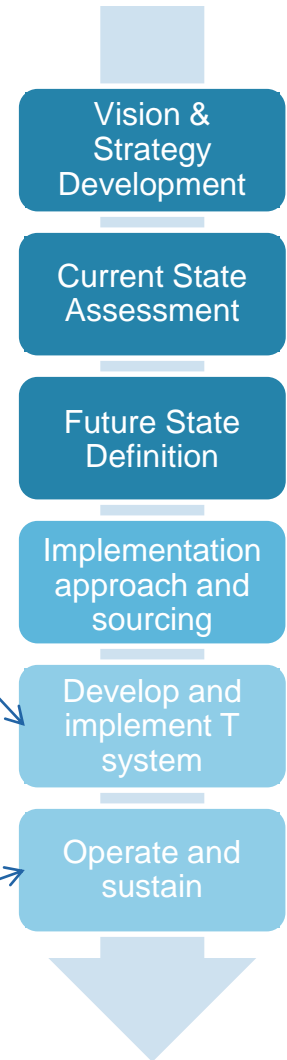 Vision &
Strategy
Development
Current State
Assessment
Future State
Definition
Implementation
approach and
sourcing
Develop and
implement T
system
Operate and
sustain